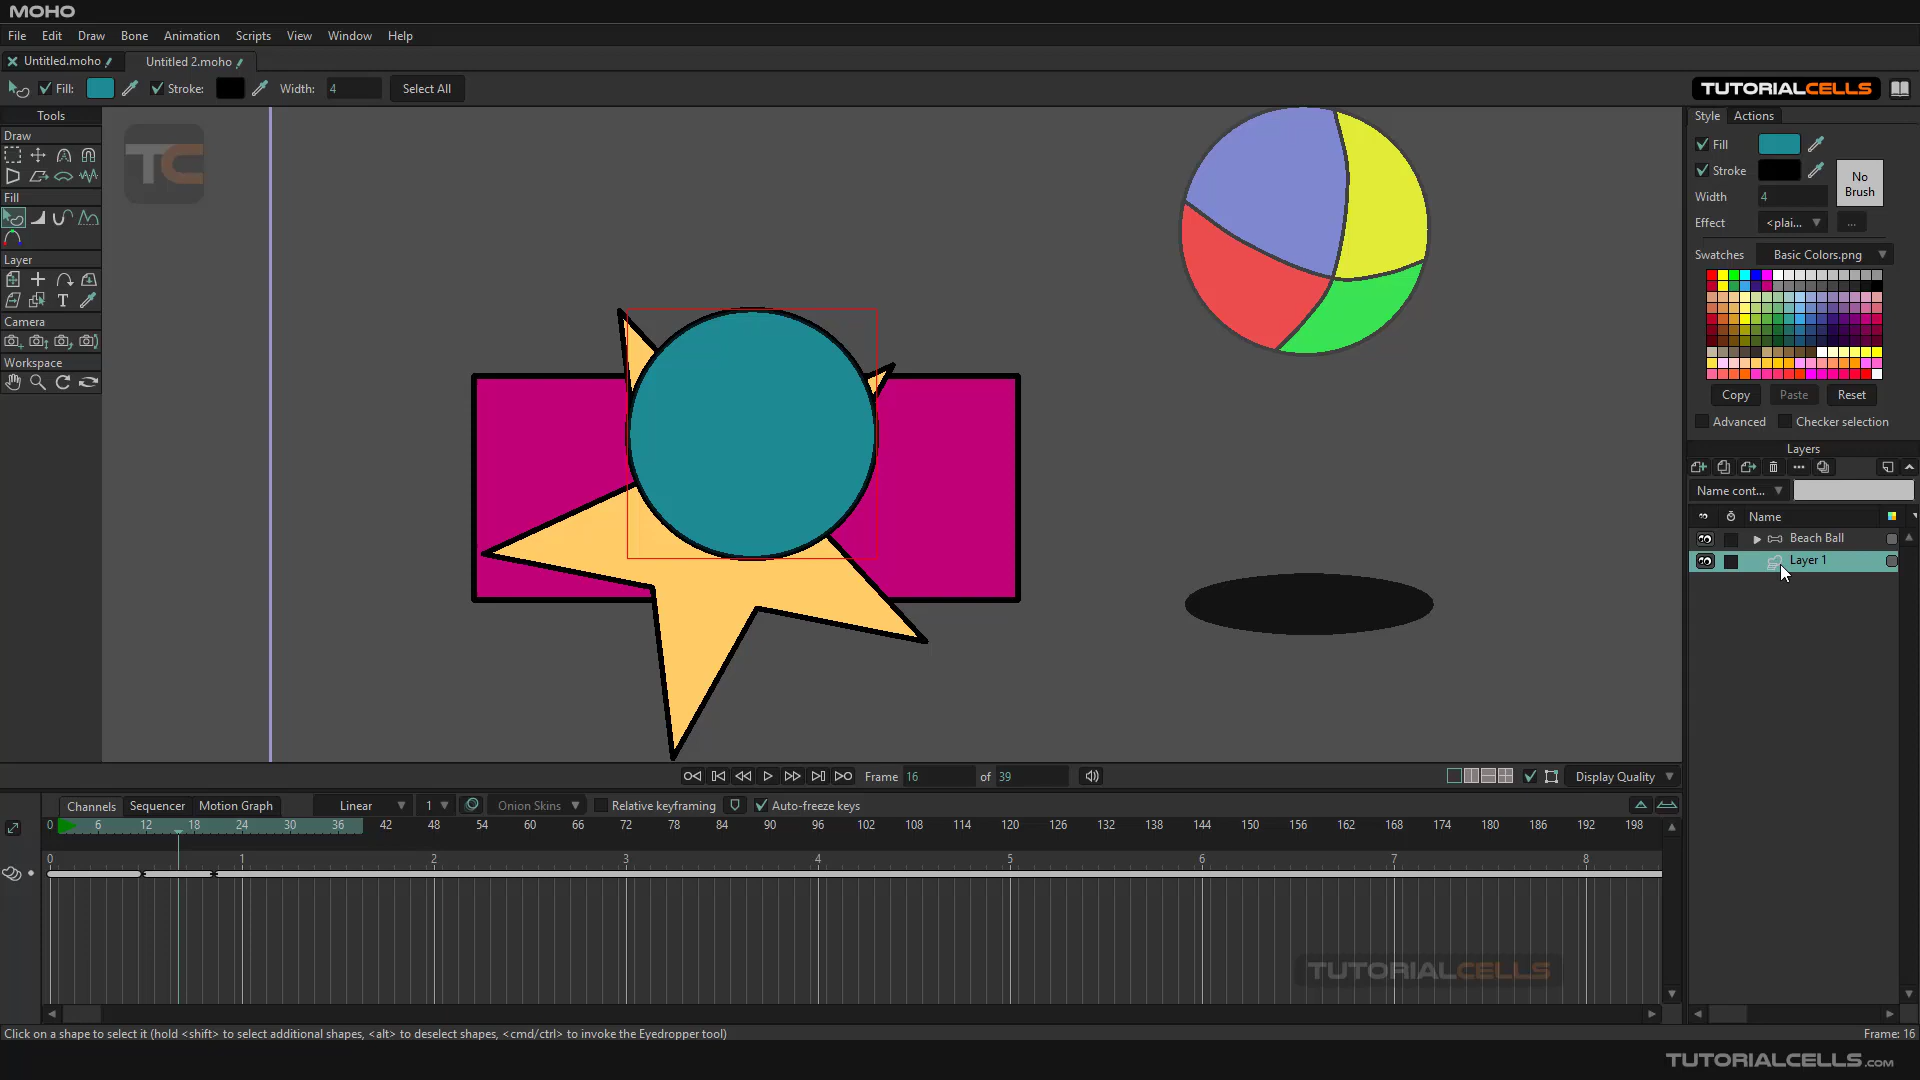 MOHO
File Edit Draw Bone Animation Scripts View Window Help
Untitled.moho Untitled 2.moho
Fill: Stroke: Width: 4 Select All
TUTORIALCELLS
Tools
Draw
TC
Fill
Layer
T
Camera
Workspace
Style Actions
Fill
Stroke
No Brush
Width 4
Effect <plai... ...
Swatches Basic Colors.png
Copy Paste Reset
Advanced Checker selection
Layers
Name cont...
Name
Beach Ball
Layer 1
Frame 16 of 39 Display Quality
Channels Sequencer Motion Graph Linear 1 Onion Skins Relative keyframing Auto-freeze keys
0 6 12 18 24 30 36 42 48 54 60 66 72 78 84 90 96 102 108 114 120 126 132 138 144 150 156 162 168 174 180 186 192 198
0 1 2 3 4 5 6 7 8
TUTORIALCELLS
Click on a shape to select it (hold <shift> to select additional shapes, <alt> to deselect shapes, <cmd/ctrl> to invoke the Eyedropper tool) Frame: 16
TUTORIALCELLS.COM